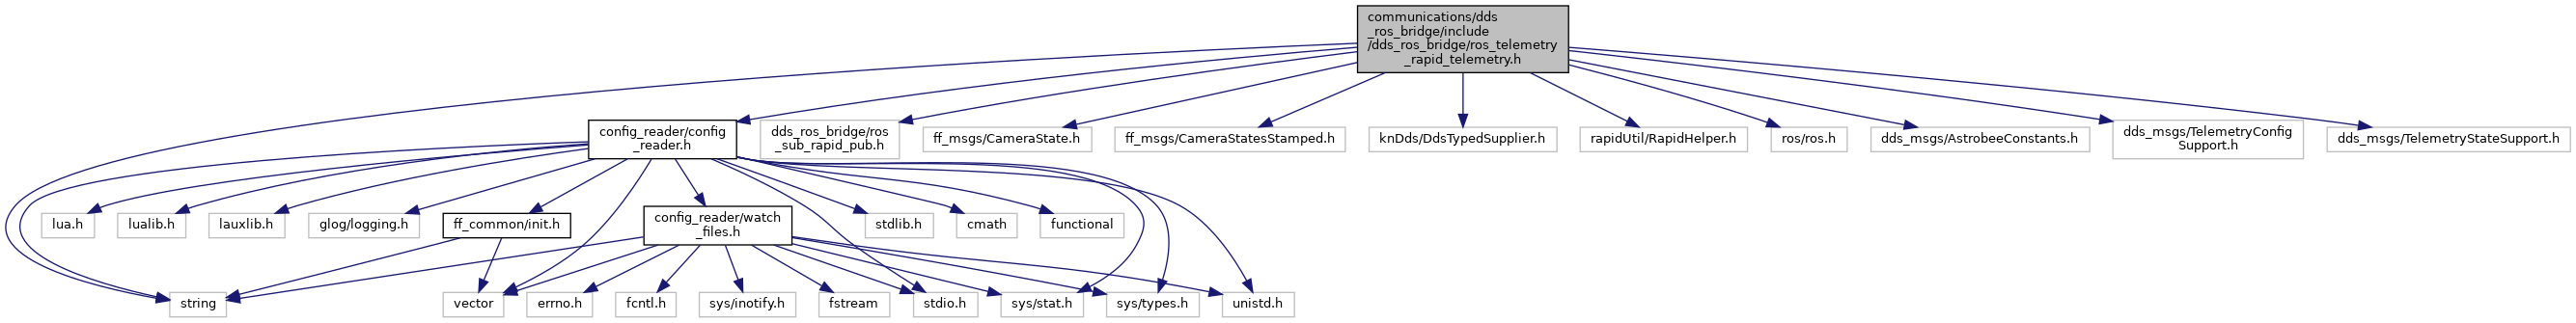 communications/dds
_ros_bridge/include
/dds_ros_bridge/ros_telemetry
_rapid_telemetry.h
config_reader/config
_reader.h
dds_ros_bridge/ros
_sub_rapid_pub.h
ff_msgs/CameraState.h
ff_msgs/CameraStatesStamped.h
knDds/DdsTypedSupplier.h
rapidUtil/RapidHelper.h
ros/ros.h
dds_msgs/AstrobeeConstants.h
dds_msgs/TelemetryConfig
Support.h
dds_msgs/TelemetryStateSupport.h
lua.h
lualib.h
lauxlib.h
glog/logging.h
ff_common/init.h
config_reader/watch
_files.h
stdlib.h
cmath
functional
string
vector
errno.h
fcntl.h
sys/inotify.h
fstream
stdio.h
sys/stat.h
sys/types.h
unistd.h